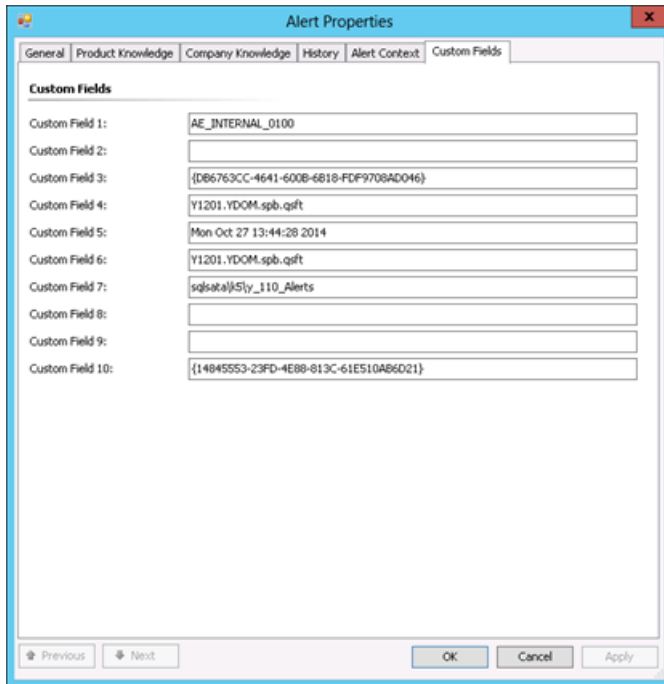 Alert Properties
x
General Product Knowledge Company Knowledge History Alert Context Custom Fields
Custom Fields
Custom Field 1: AE_INTERNAL_0100
Custom Field 2:
Custom Field 3: {DB6763CC-4641-600B-6B18-FDF9708AD046}
Custom Field 4: Y1201.YDOM.spb.qsft
Custom Field 5: Mon Oct 27 13:44:28 2014
Custom Field 6: Y1201.YDOM.spb.qsft
Custom Field 7: sqlsata\k5\y_110_Alerts
Custom Field 8:
Custom Field 9:
Custom Field 10: {14845553-23FD-4E88-813C-61E510AB6D21}
Previous Next OK Cancel Apply